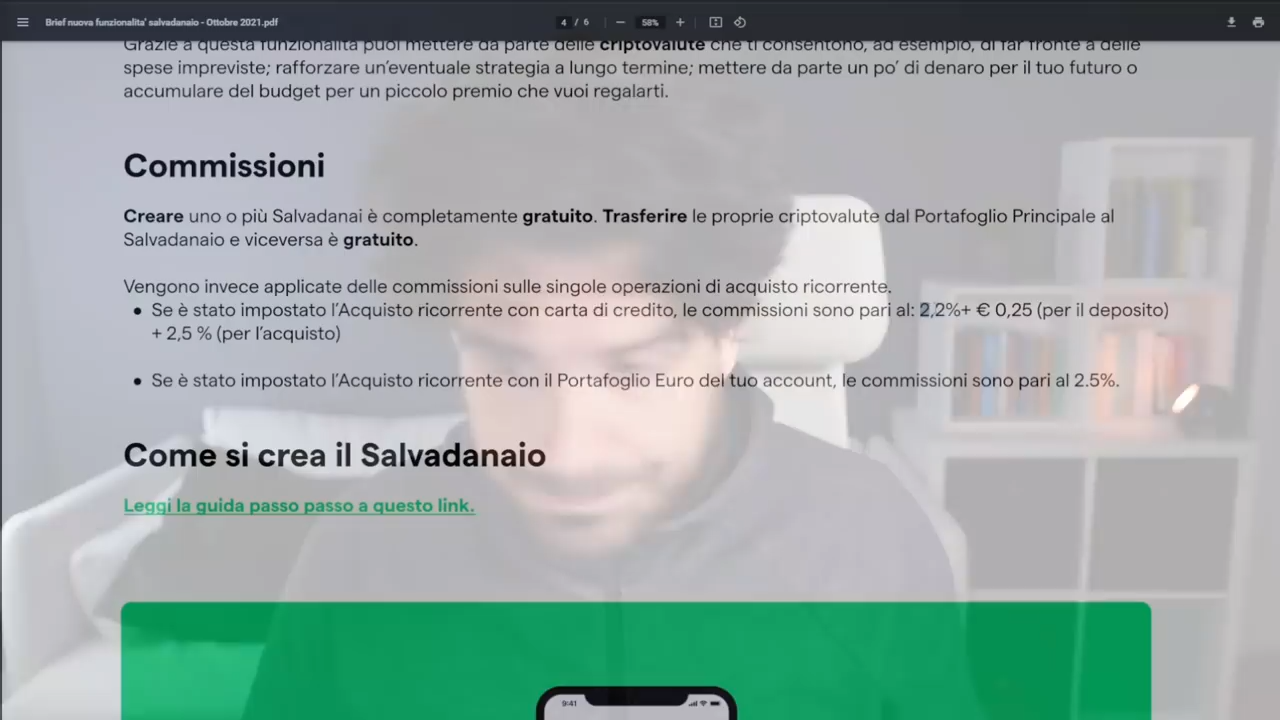 Brief nuova funzionalita' salvadanaio - Ottobre 2021.pdf
4 / 6
58%
Grazie a questa funzionalità puoi mettere da parte delle criptovalute che ti consentono, ad esempio, di far fronte a delle
spese impreviste; rafforzare un'eventuale strategia a lungo termine; mettere da parte un po' di denaro per il tuo futuro o
accumulare del budget per un piccolo premio che vuoi regalarti.
Commissioni
Creare uno o più Salvadanai è completamente gratuito. Trasferire le proprie criptovalute dal Portafoglio Principale al
Salvadanaio e viceversa è gratuito.
Vengono invece applicate delle commissioni sulle singole operazioni di acquisto ricorrente.
• Se è stato impostato l'Acquisto ricorrente con carta di credito, le commissioni sono pari al: 2,2%+ € 0,25 (per il deposito)
+ 2,5 % (per l'acquisto)
• Se è stato impostato l'Acquisto ricorrente con il Portafoglio Euro del tuo account, le commissioni sono pari al 2.5%.
Come si crea il Salvadanaio
Leggi la guida passo passo a questo link.
9:41